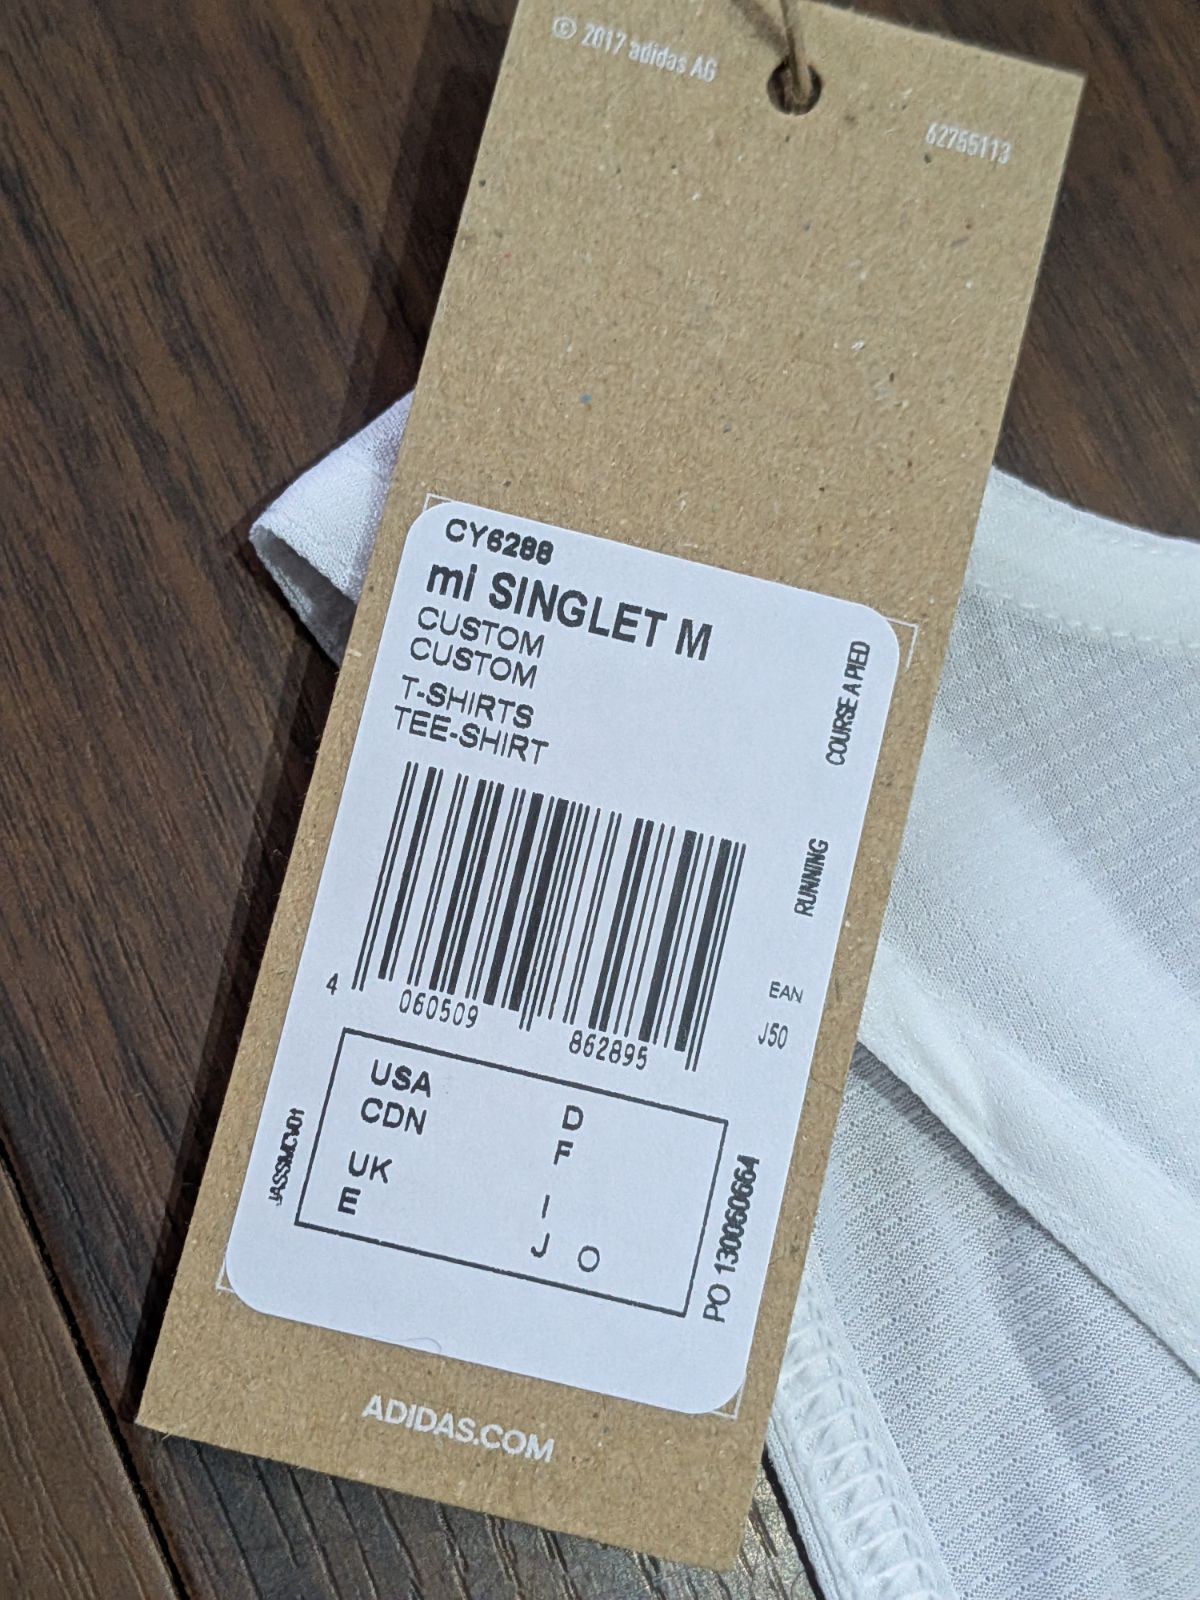 © 2017 adidas AG
62755113
CY6288
mi SINGLET M
CUSTOM
CUSTOM
T-SHIRTS
TEE-SHIRT
COURSE A PIED
RUNNING
EAN
J50
4 060509 862895
USA D
CDN F
UK I
E J O
PO 130060664
ADIDAS.COM